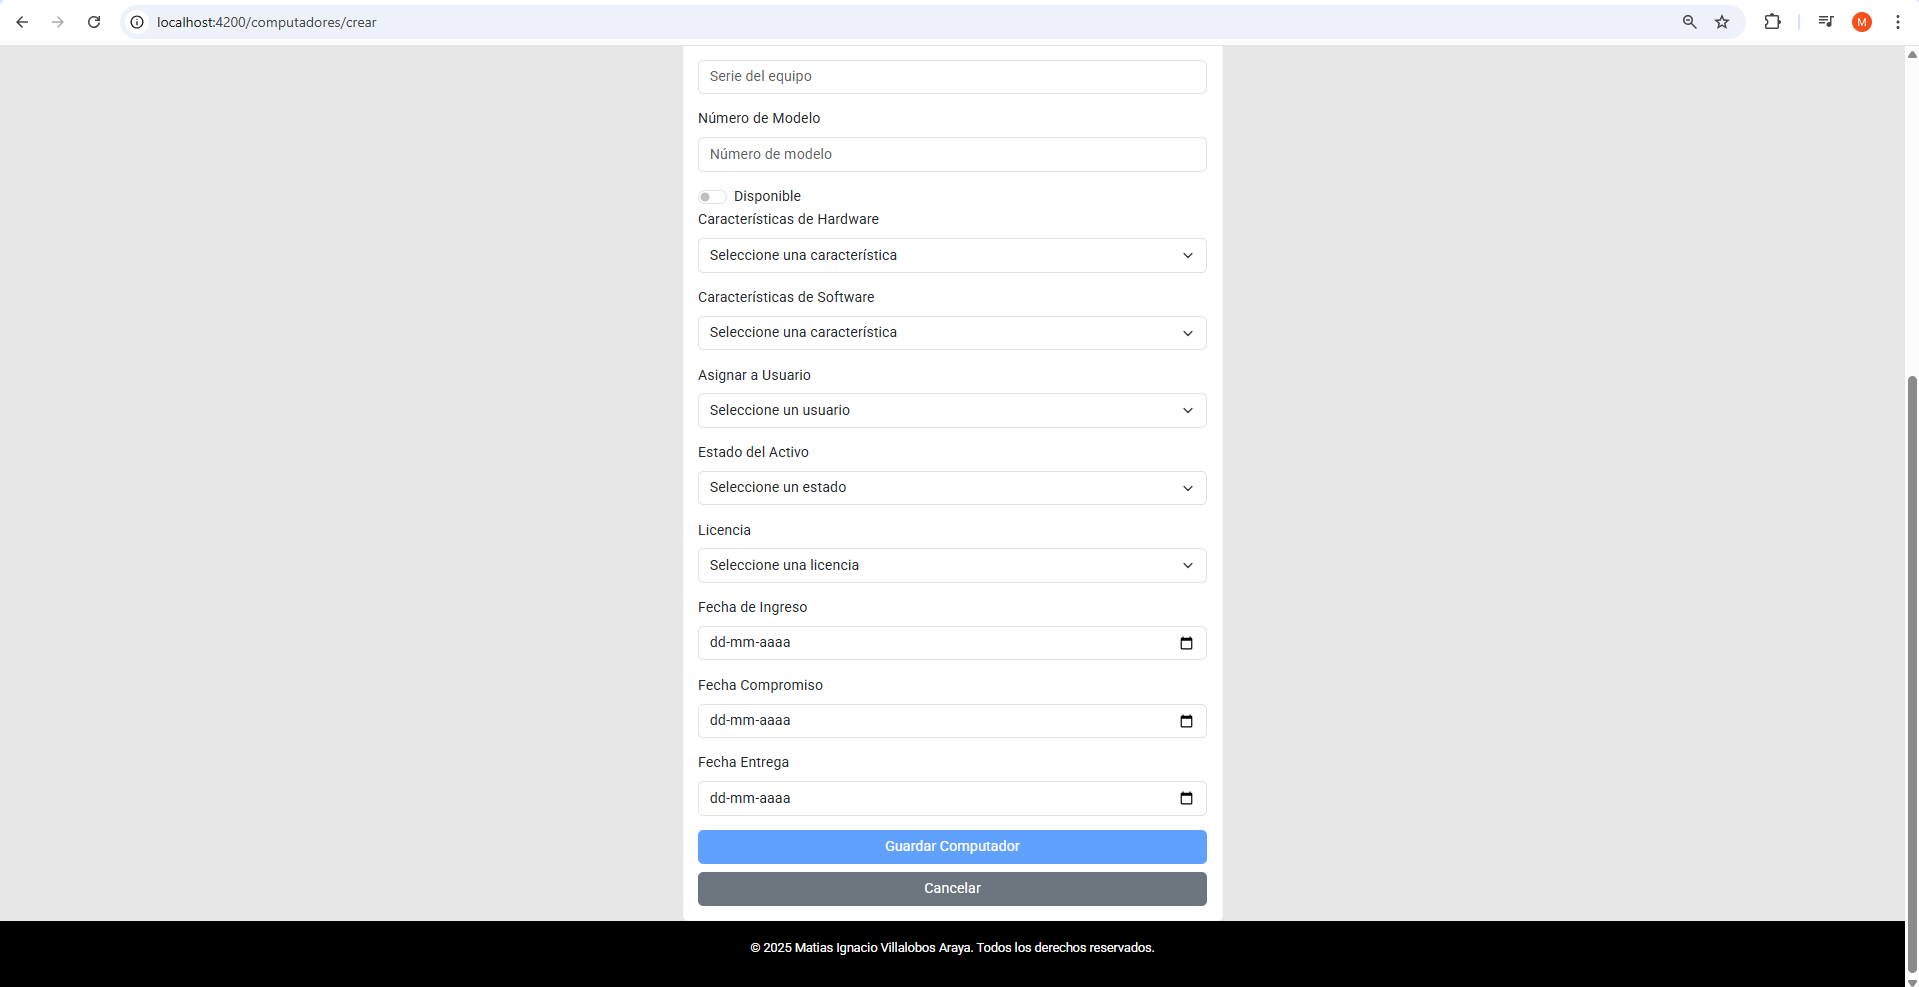 localhost:4200/computadores/crear
M
Serie del equipo
Número de Modelo
Número de modelo
Disponible
Características de Hardware
Seleccione una característica
Características de Software
Seleccione una característica
Asignar a Usuario
Seleccione un usuario
Estado del Activo
Seleccione un estado
Licencia
Seleccione una licencia
Fecha de Ingreso
dd-mm-aaaa
Fecha Compromiso
dd-mm-aaaa
Fecha Entrega
dd-mm-aaaa
Guardar Computador
Cancelar
© 2025 Matias Ignacio Villalobos Araya. Todos los derechos reservados.